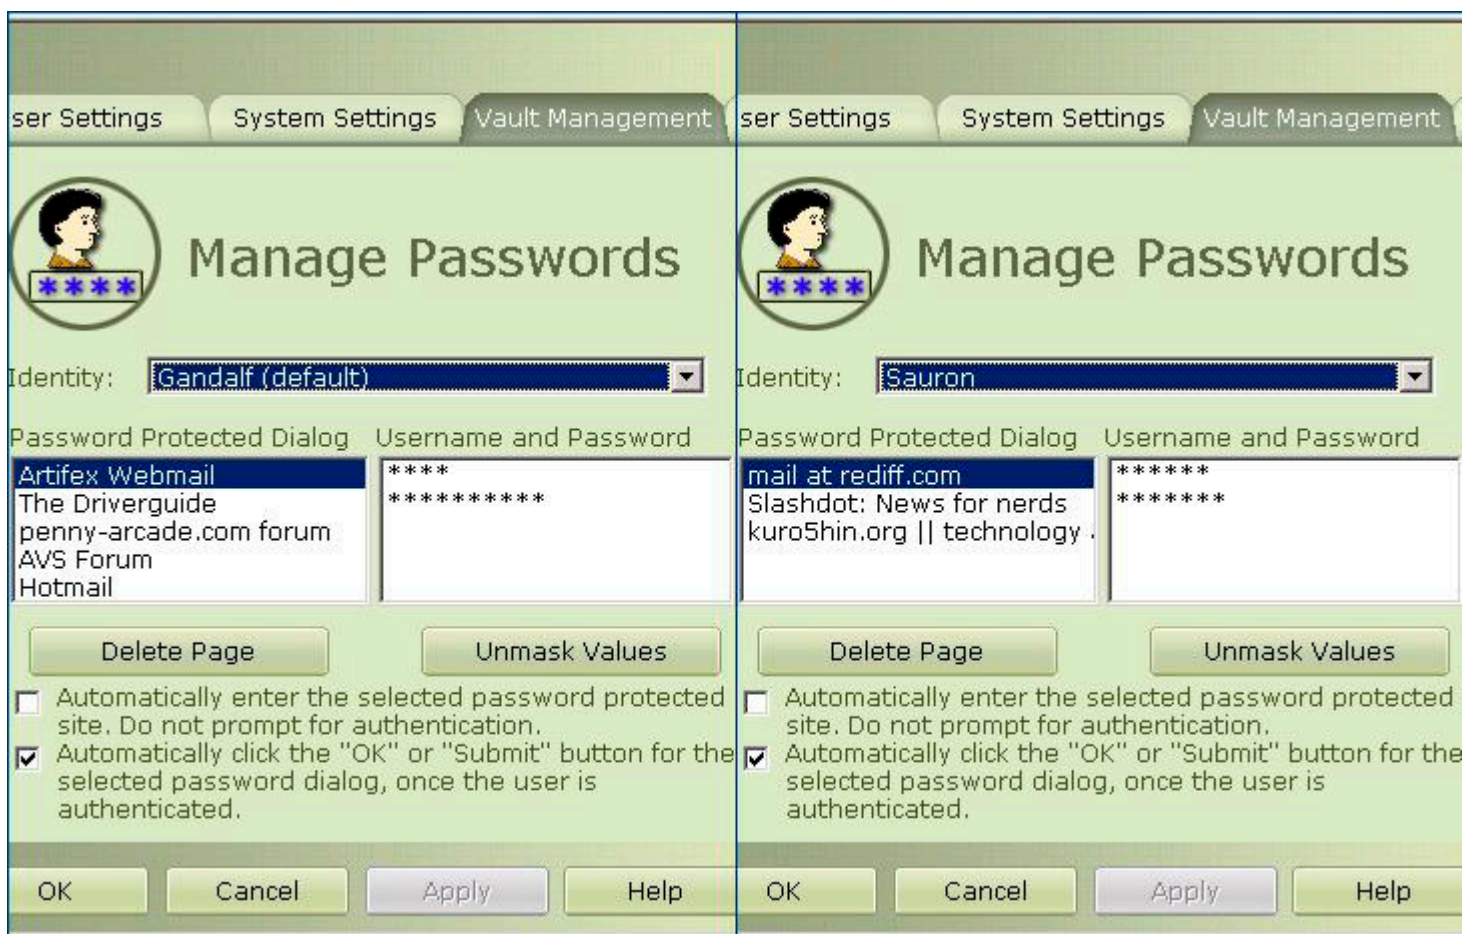 ser Settings
System Settings
Vault Management
****
Manage Passwords
Identity:
Gandalf (default)
Password Protected Dialog
Username and Password
Artifex Webmail
The Driverguide
penny-arcade.com forum
AVS Forum
Hotmail
****
**********
Delete Page
Unmask Values
Automatically enter the selected password protected
site. Do not prompt for authentication.
Automatically click the "OK" or "Submit" button for the
selected password dialog, once the user is
authenticated.
OK
Cancel
Apply
Help
ser Settings
System Settings
Vault Management
****
Manage Passwords
Identity:
Sauron
Password Protected Dialog
Username and Password
mail at rediff.com
Slashdot: News for nerds
kuro5hin.org || technology
******
*******
Delete Page
Unmask Values
Automatically enter the selected password protected
site. Do not prompt for authentication.
Automatically click the "OK" or "Submit" button for the
selected password dialog, once the user is
authenticated.
OK
Cancel
Apply
Help